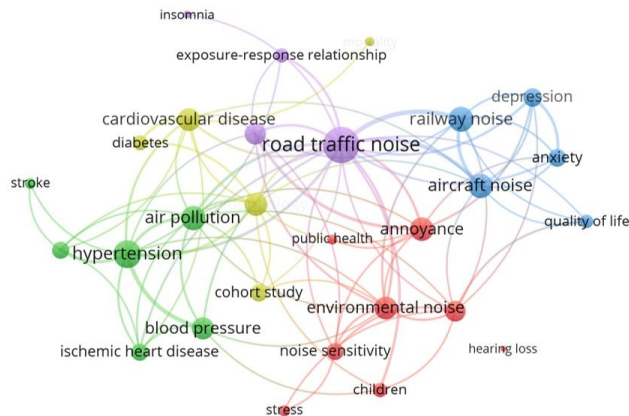 insomnia
exposure-response relationship
depression
cardiovascular disease
railway noise
diabetes
road traffic noise
anxiety
stroke
aircraft noise
air pollution
quality of life
annoyance
public health
hypertension
cohort study
environmental noise
blood pressure
ischemic heart disease
noise sensitivity
hearing loss
children
stress